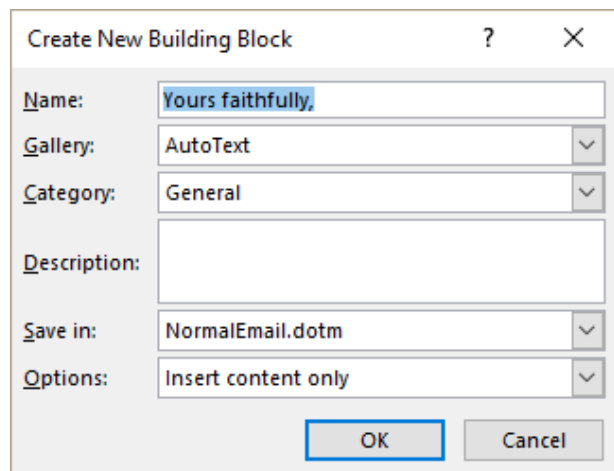 Create New Building Block ?
Name: Yours faithfully,
Gallery: AutoText
Category: General
Description:
Save in: NormalEmail.dotm
Options: Insert content only
OK Cancel